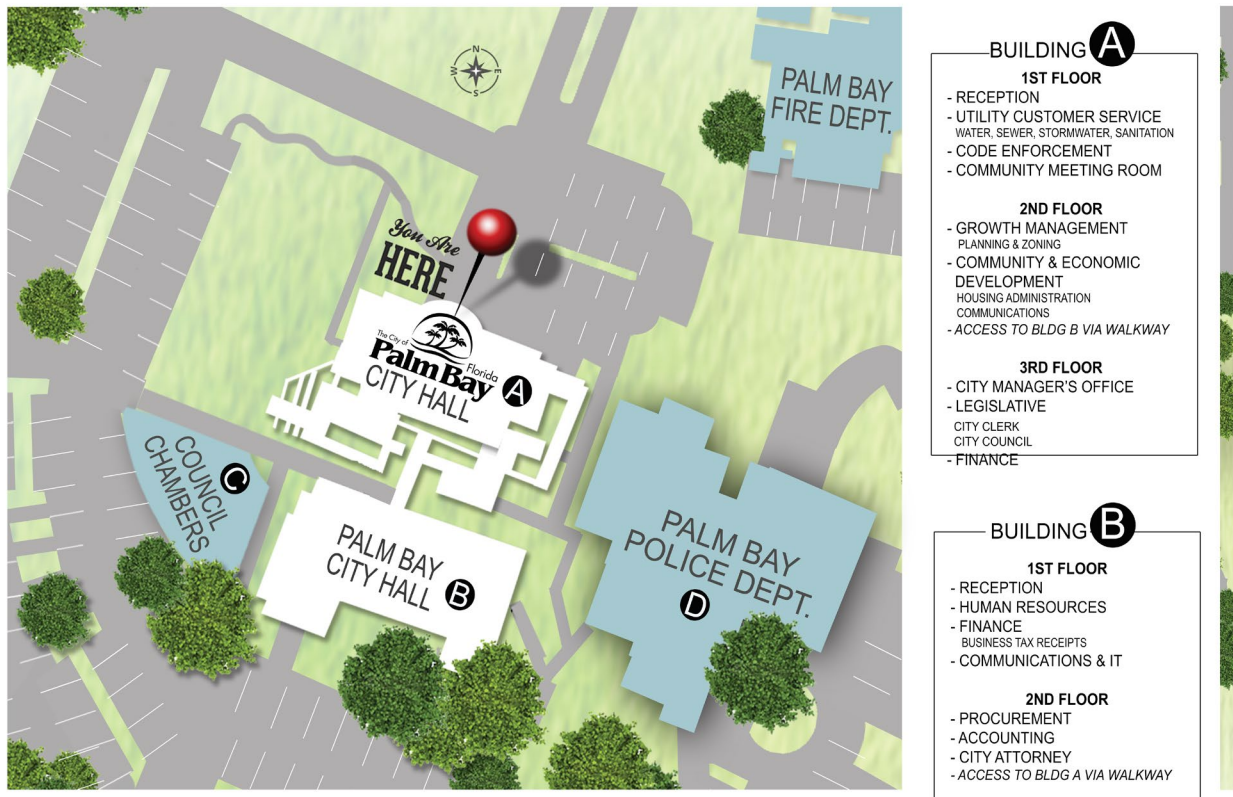 N
W E
S
PALM BAY
FIRE DEPT.
You Are
HERE
The City of
Palm Bay
Florida
CITY HALL
A
COUNCIL
CHAMBERS
C
PALM BAY
CITY HALL
B
PALM BAY
POLICE DEPT.
D
BUILDING A
1ST FLOOR
- RECEPTION
- UTILITY CUSTOMER SERVICE
WATER, SEWER, STORMWATER, SANITATION
- CODE ENFORCEMENT
- COMMUNITY MEETING ROOM
2ND FLOOR
- GROWTH MANAGEMENT
PLANNING & ZONING
- COMMUNITY & ECONOMIC
DEVELOPMENT
HOUSING ADMINISTRATION
COMMUNICATIONS
- ACCESS TO BLDG B VIA WALKWAY
3RD FLOOR
- CITY MANAGER'S OFFICE
- LEGISLATIVE
CITY CLERK
CITY COUNCIL
- FINANCE
BUILDING B
1ST FLOOR
- RECEPTION
- HUMAN RESOURCES
- FINANCE
BUSINESS TAX RECEIPTS
- COMMUNICATIONS & IT
2ND FLOOR
- PROCUREMENT
- ACCOUNTING
- CITY ATTORNEY
- ACCESS TO BLDG A VIA WALKWAY